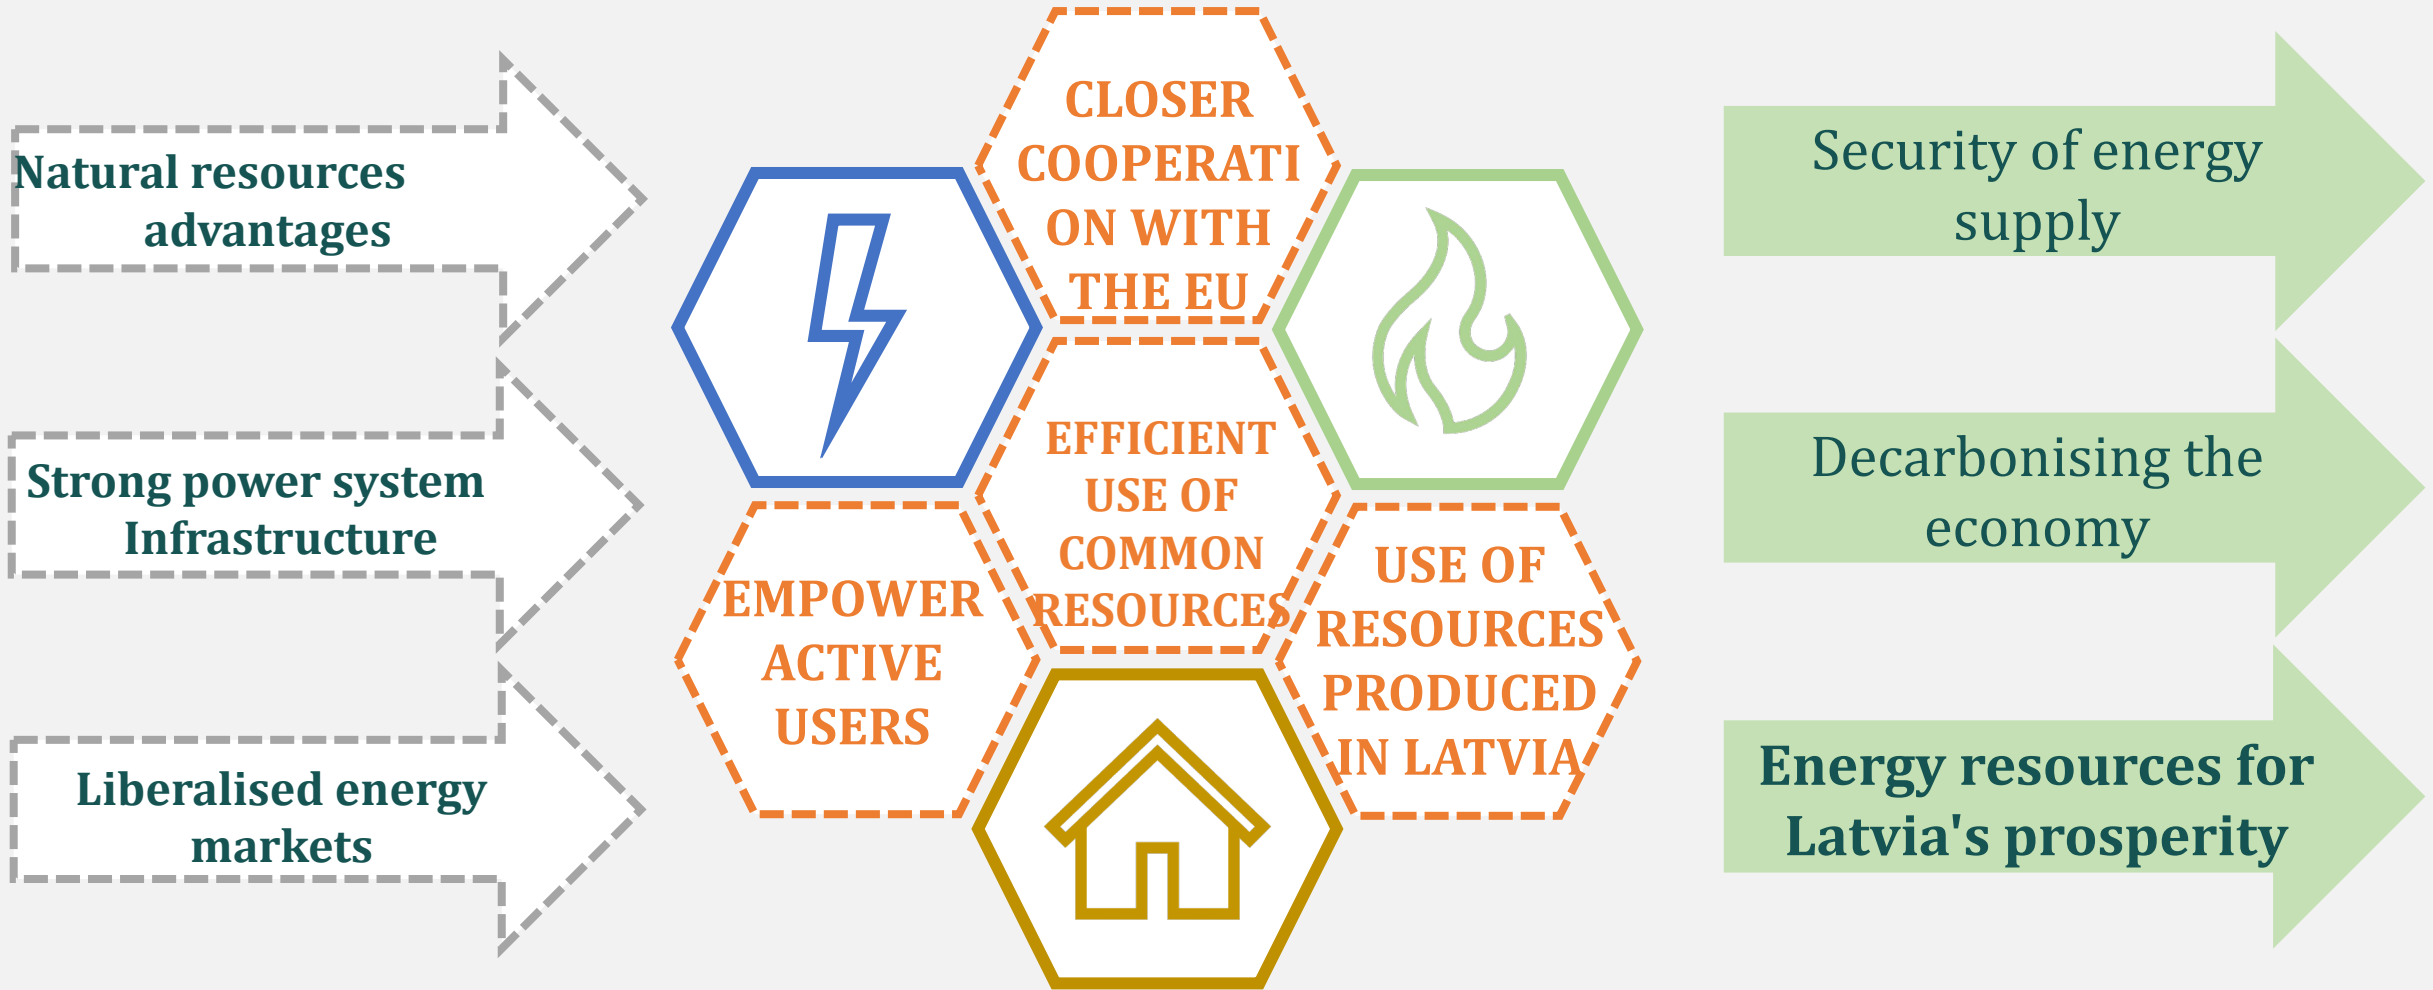 Natural resources
advantages
Strong power system
Infrastructure
Liberalised energy
markets
CLOSER
COOPERATI
ON WITH
THE EU
EFFICIENT
USE OF
COMMON
RESOURCES
EMPOWER
ACTIVE
USERS
USE OF
RESOURCES
PRODUCED
IN LATVIA
Security of energy
supply
Decarbonising the
economy
Energy resources for
Latvia's prosperity